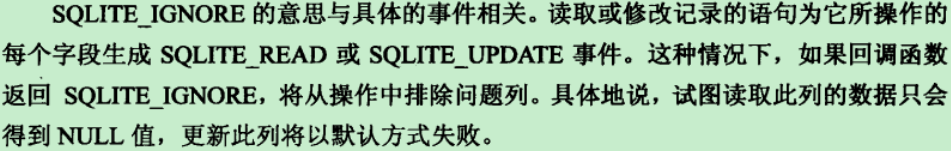 SQLITE_IGNORE 的意思与具体的事件相关。读取或修改记录的语句为它所操作的
每个字段生成 SQLITE_READ 或 SQLITE_UPDATE 事件。这种情况下，如果回调函数
返回 SQLITE_IGNORE，将从操作中排除问题列。具体地说，试图读取此列的数据只会
得到 NULL 值，更新此列将以默认方式失败。